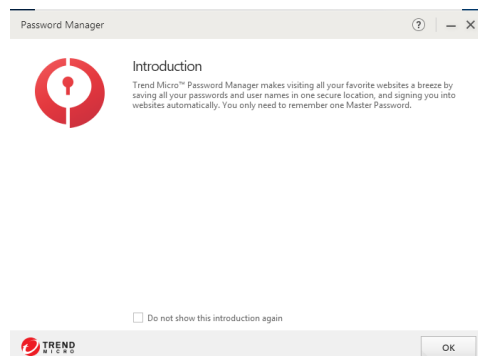 Password Manager
?
Introduction
Trend Micro™ Password Manager makes visiting all your favorite websites a breeze by
saving all your passwords and user names in one secure location, and signing you into
websites automatically. You only need to remember one Master Password.
Do not show this introduction again
TREND
MICRO
OK